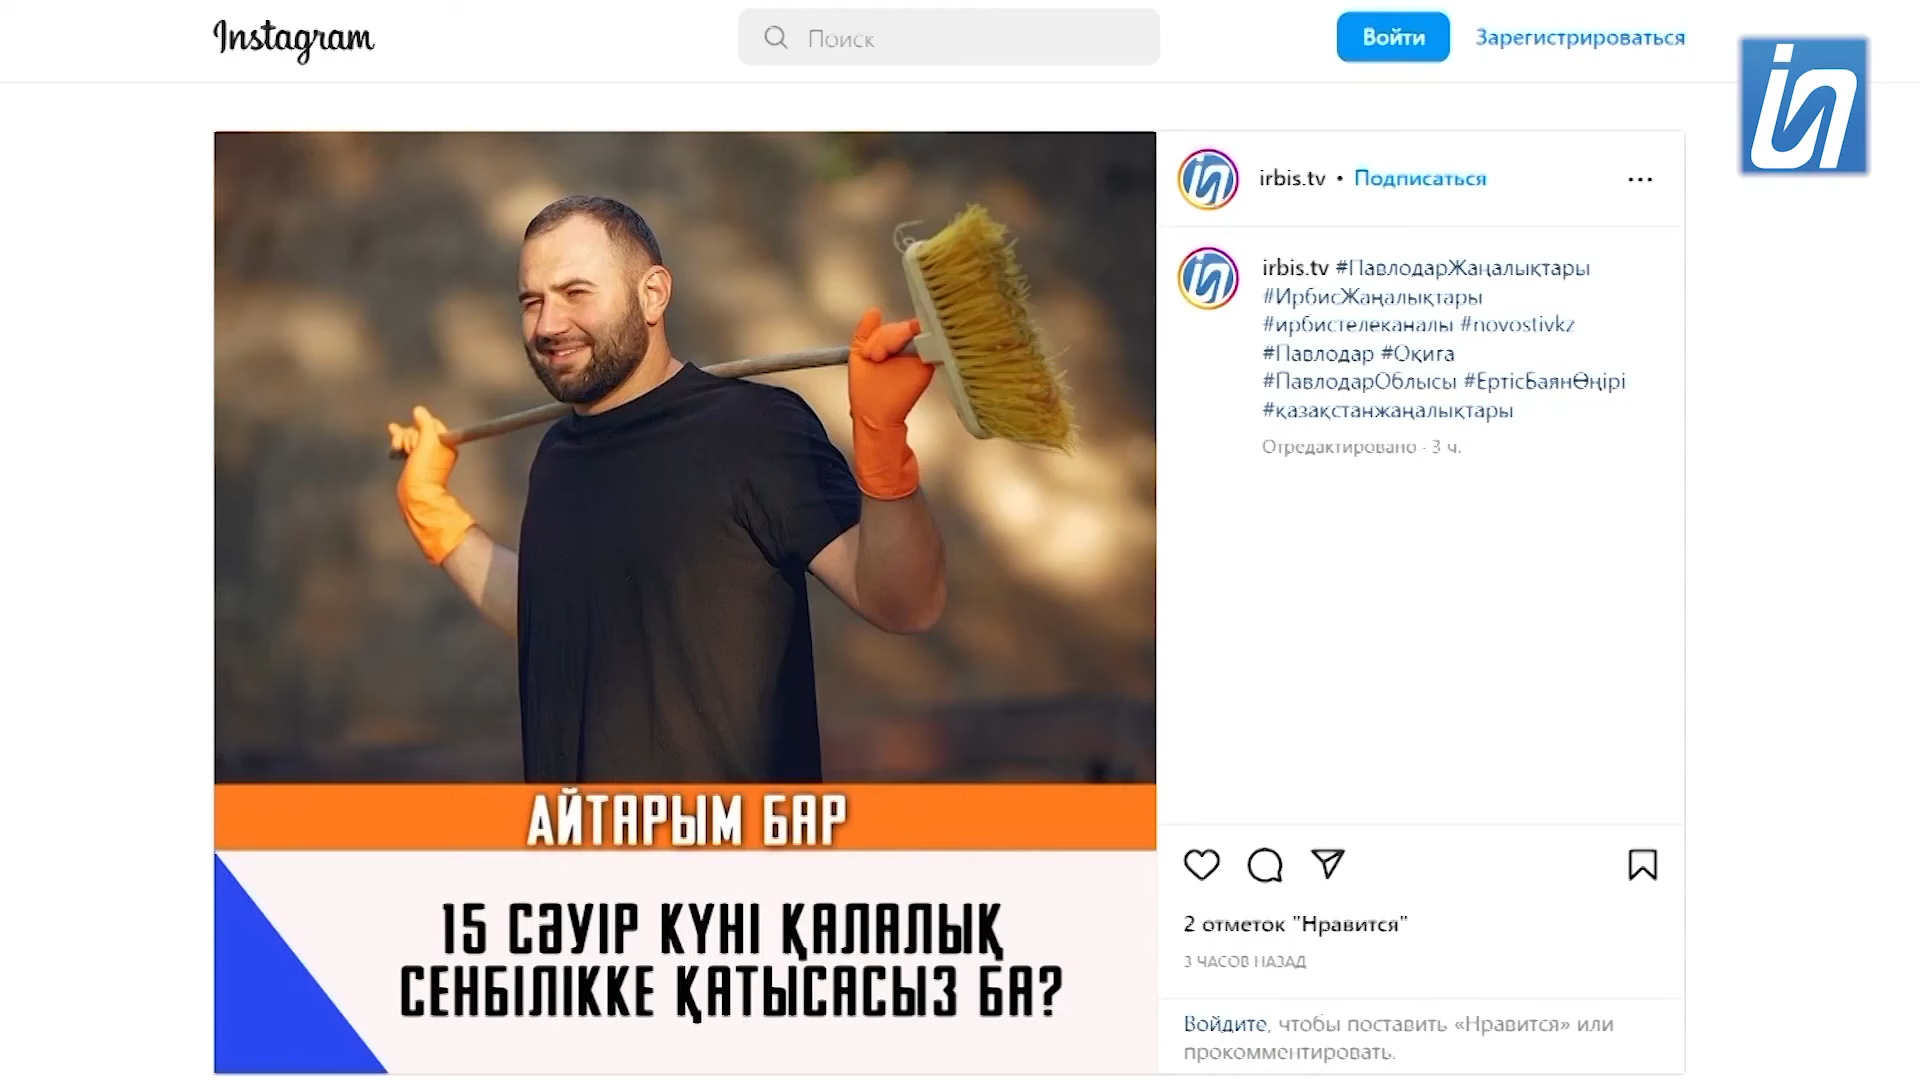 Instagram
Поиск
Войти
Зарегистрироваться
irbis.tv • Подписаться
irbis.tv #ПавлодарЖаңалықтары
#ИрбисЖаңалықтары
#ирбистелеканалы #novostivkz
#Павлодар #Оқиға
#ПавлодарОблысы #ЕртісБаянӨңірі
#қазақстанжаңалықтары
Отредактировано · 3 ч.
АЙТАРЫМ БАР
15 СӘУІР КҮНІ ҚАЛАЛЫҚ
СЕНБІЛІККЕ ҚАТЫСАСЫЗ БА?
2 отметок "Нравится"
3 ЧАСОВ НАЗАД
Войдите, чтобы поставить «Нравится» или
прокомментировать.